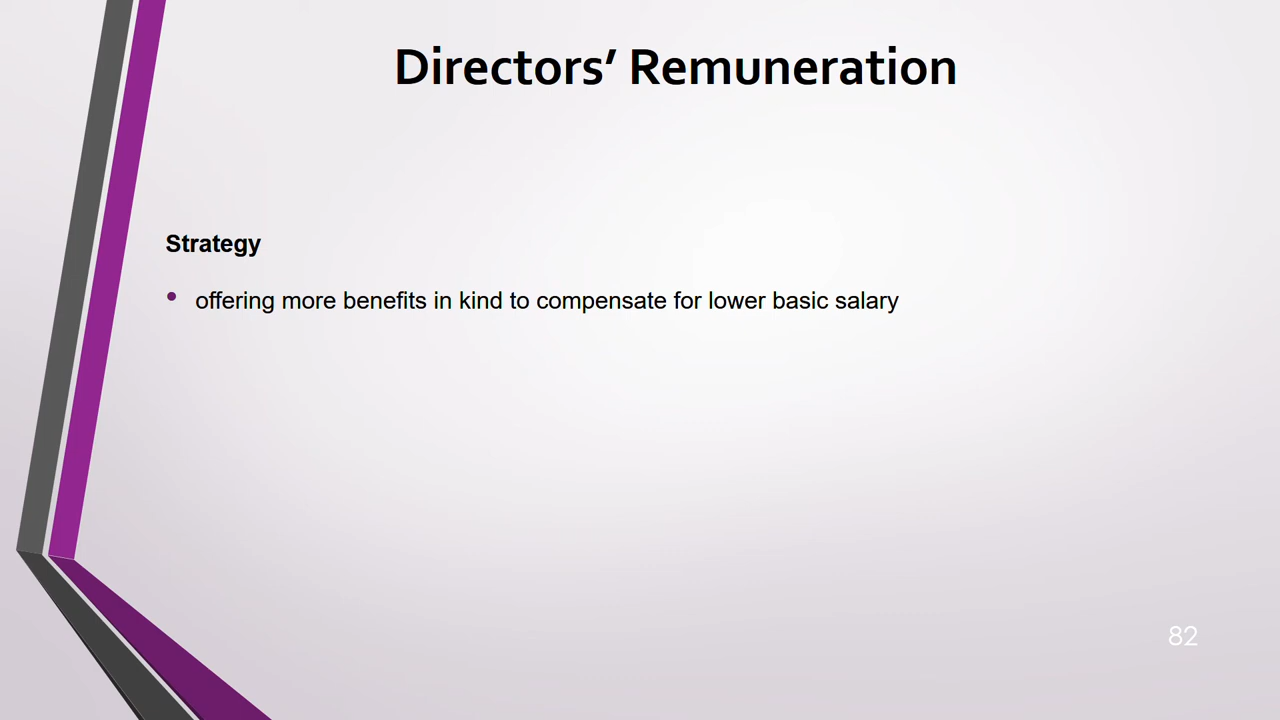 Directors’ Remuneration
Strategy
• offering more benefits in kind to compensate for lower basic salary
82